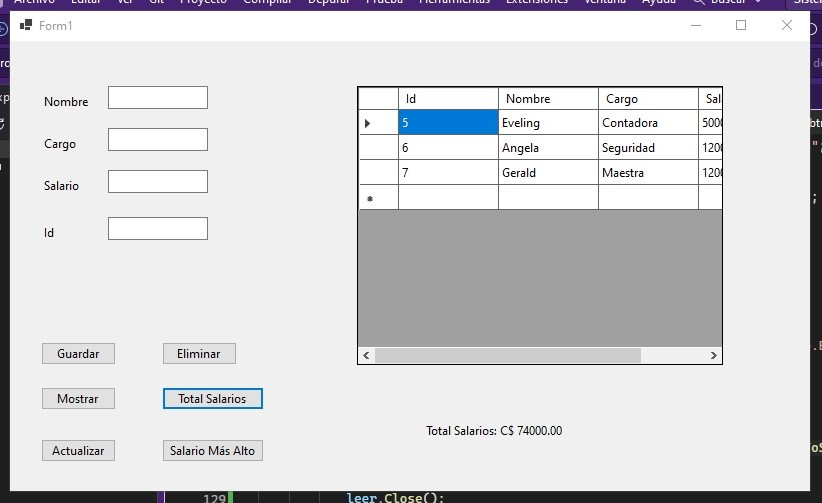 Archivo Editar Ver Git Proyecto Compilar Depurar Prueba Herramientas Extensiones Ventana Ayuda Buscar
Form1
Nombre
Cargo
Salario
Id
Id Nombre Cargo Sal
5 Eveling Contadora 5000
6 Angela Seguridad 1200
7 Gerald Maestra 1200
Guardar Eliminar
Mostrar Total Salarios
Actualizar Salario Más Alto
Total Salarios: C$ 74000.00
129 leer.Close();